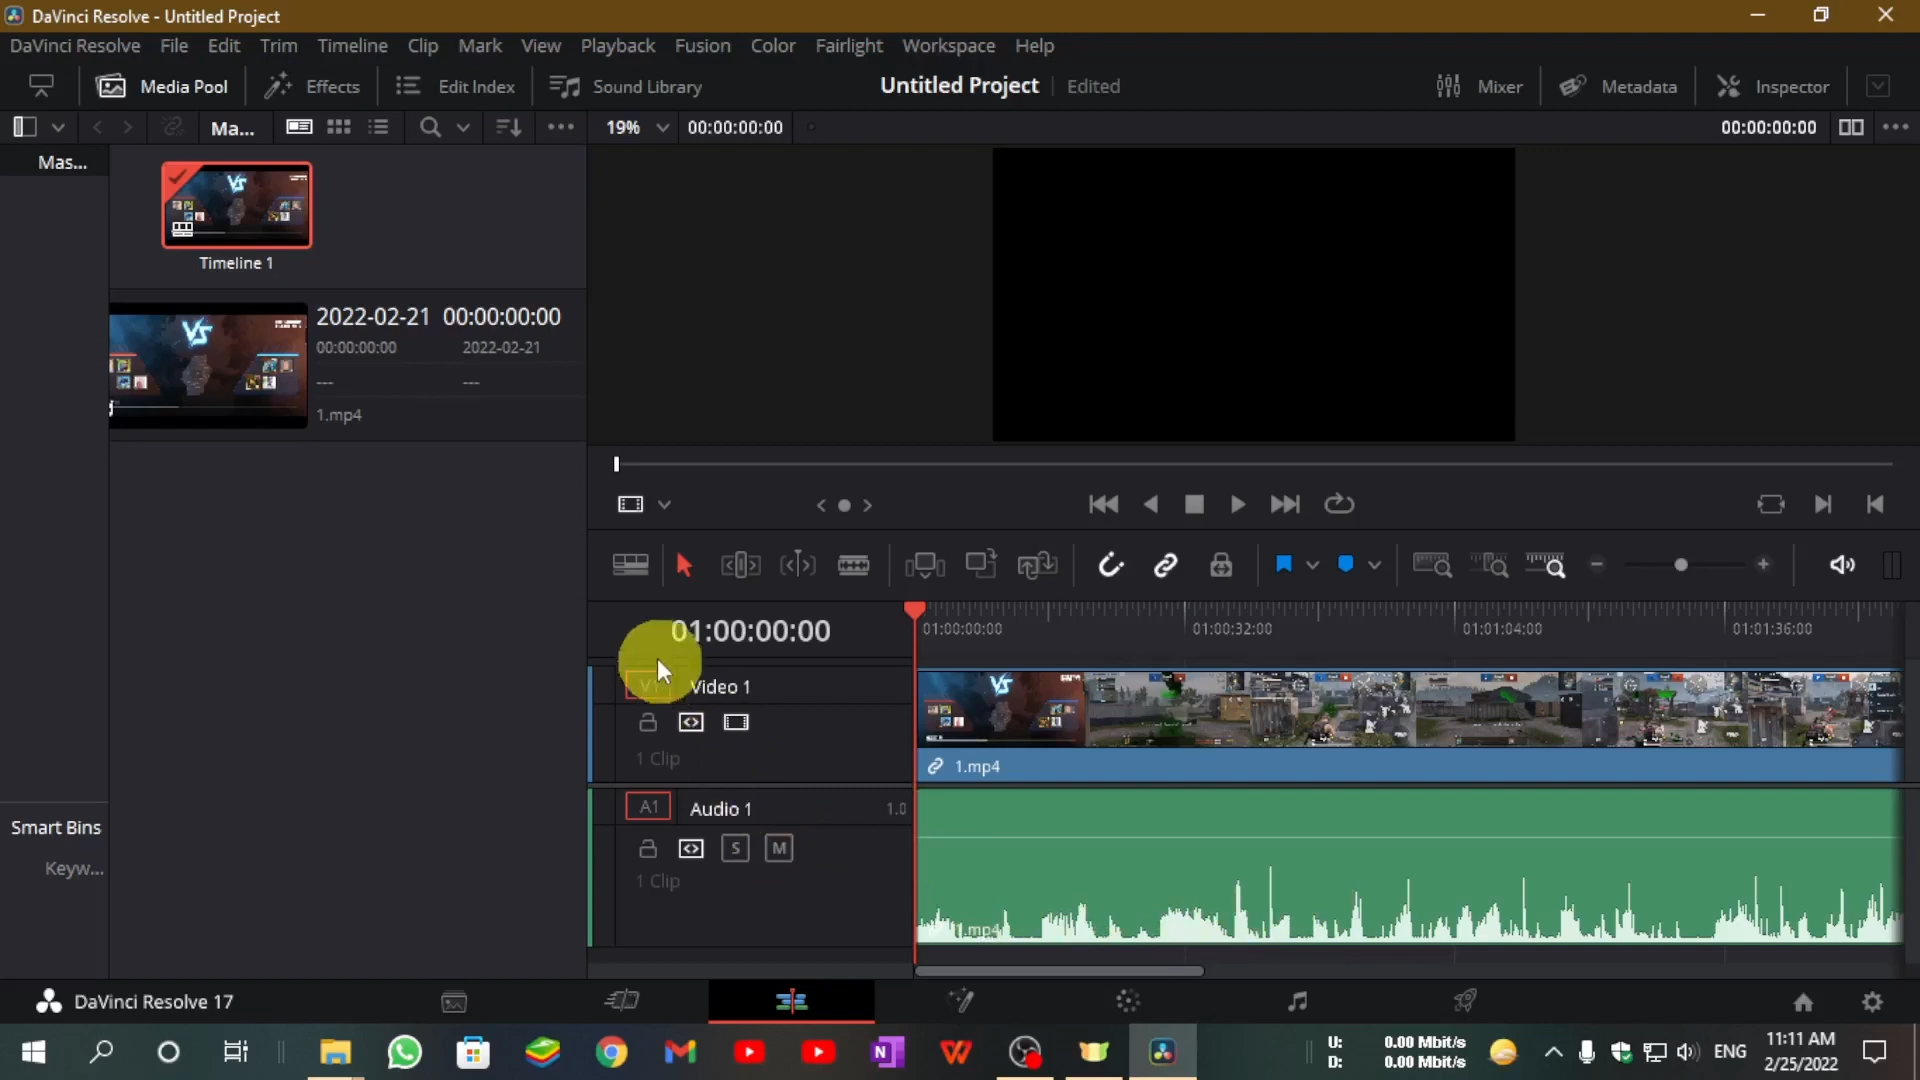 DaVinci Resolve - Untitled Project
DaVinci Resolve File Edit Trim Timeline Clip Mark View Playback Fusion Color Fairlight Workspace Help
Media Pool Effects Edit Index Sound Library Untitled Project Edited Mixer Metadata Inspector
Ma... 19% 00:00:00:00 00:00:00:00
Mas...
VS
Timeline 1
VS
2022-02-21 00:00:00:00
00:00:00:00 2022-02-21
--- ---
1.mp4
01:00:00:00
01:00:00:00 01:00:32:00 01:01:04:00 01:01:36:00
V1 Video 1
VS
1 Clip
1.mp4
A1 Audio 1 1.0
S M
1 Clip
1.mp4
Smart Bins
Keyw...
DaVinci Resolve 17
U: 0.00 Mbit/s
D: 0.00 Mbit/s
ENG
11:11 AM
2/25/2022